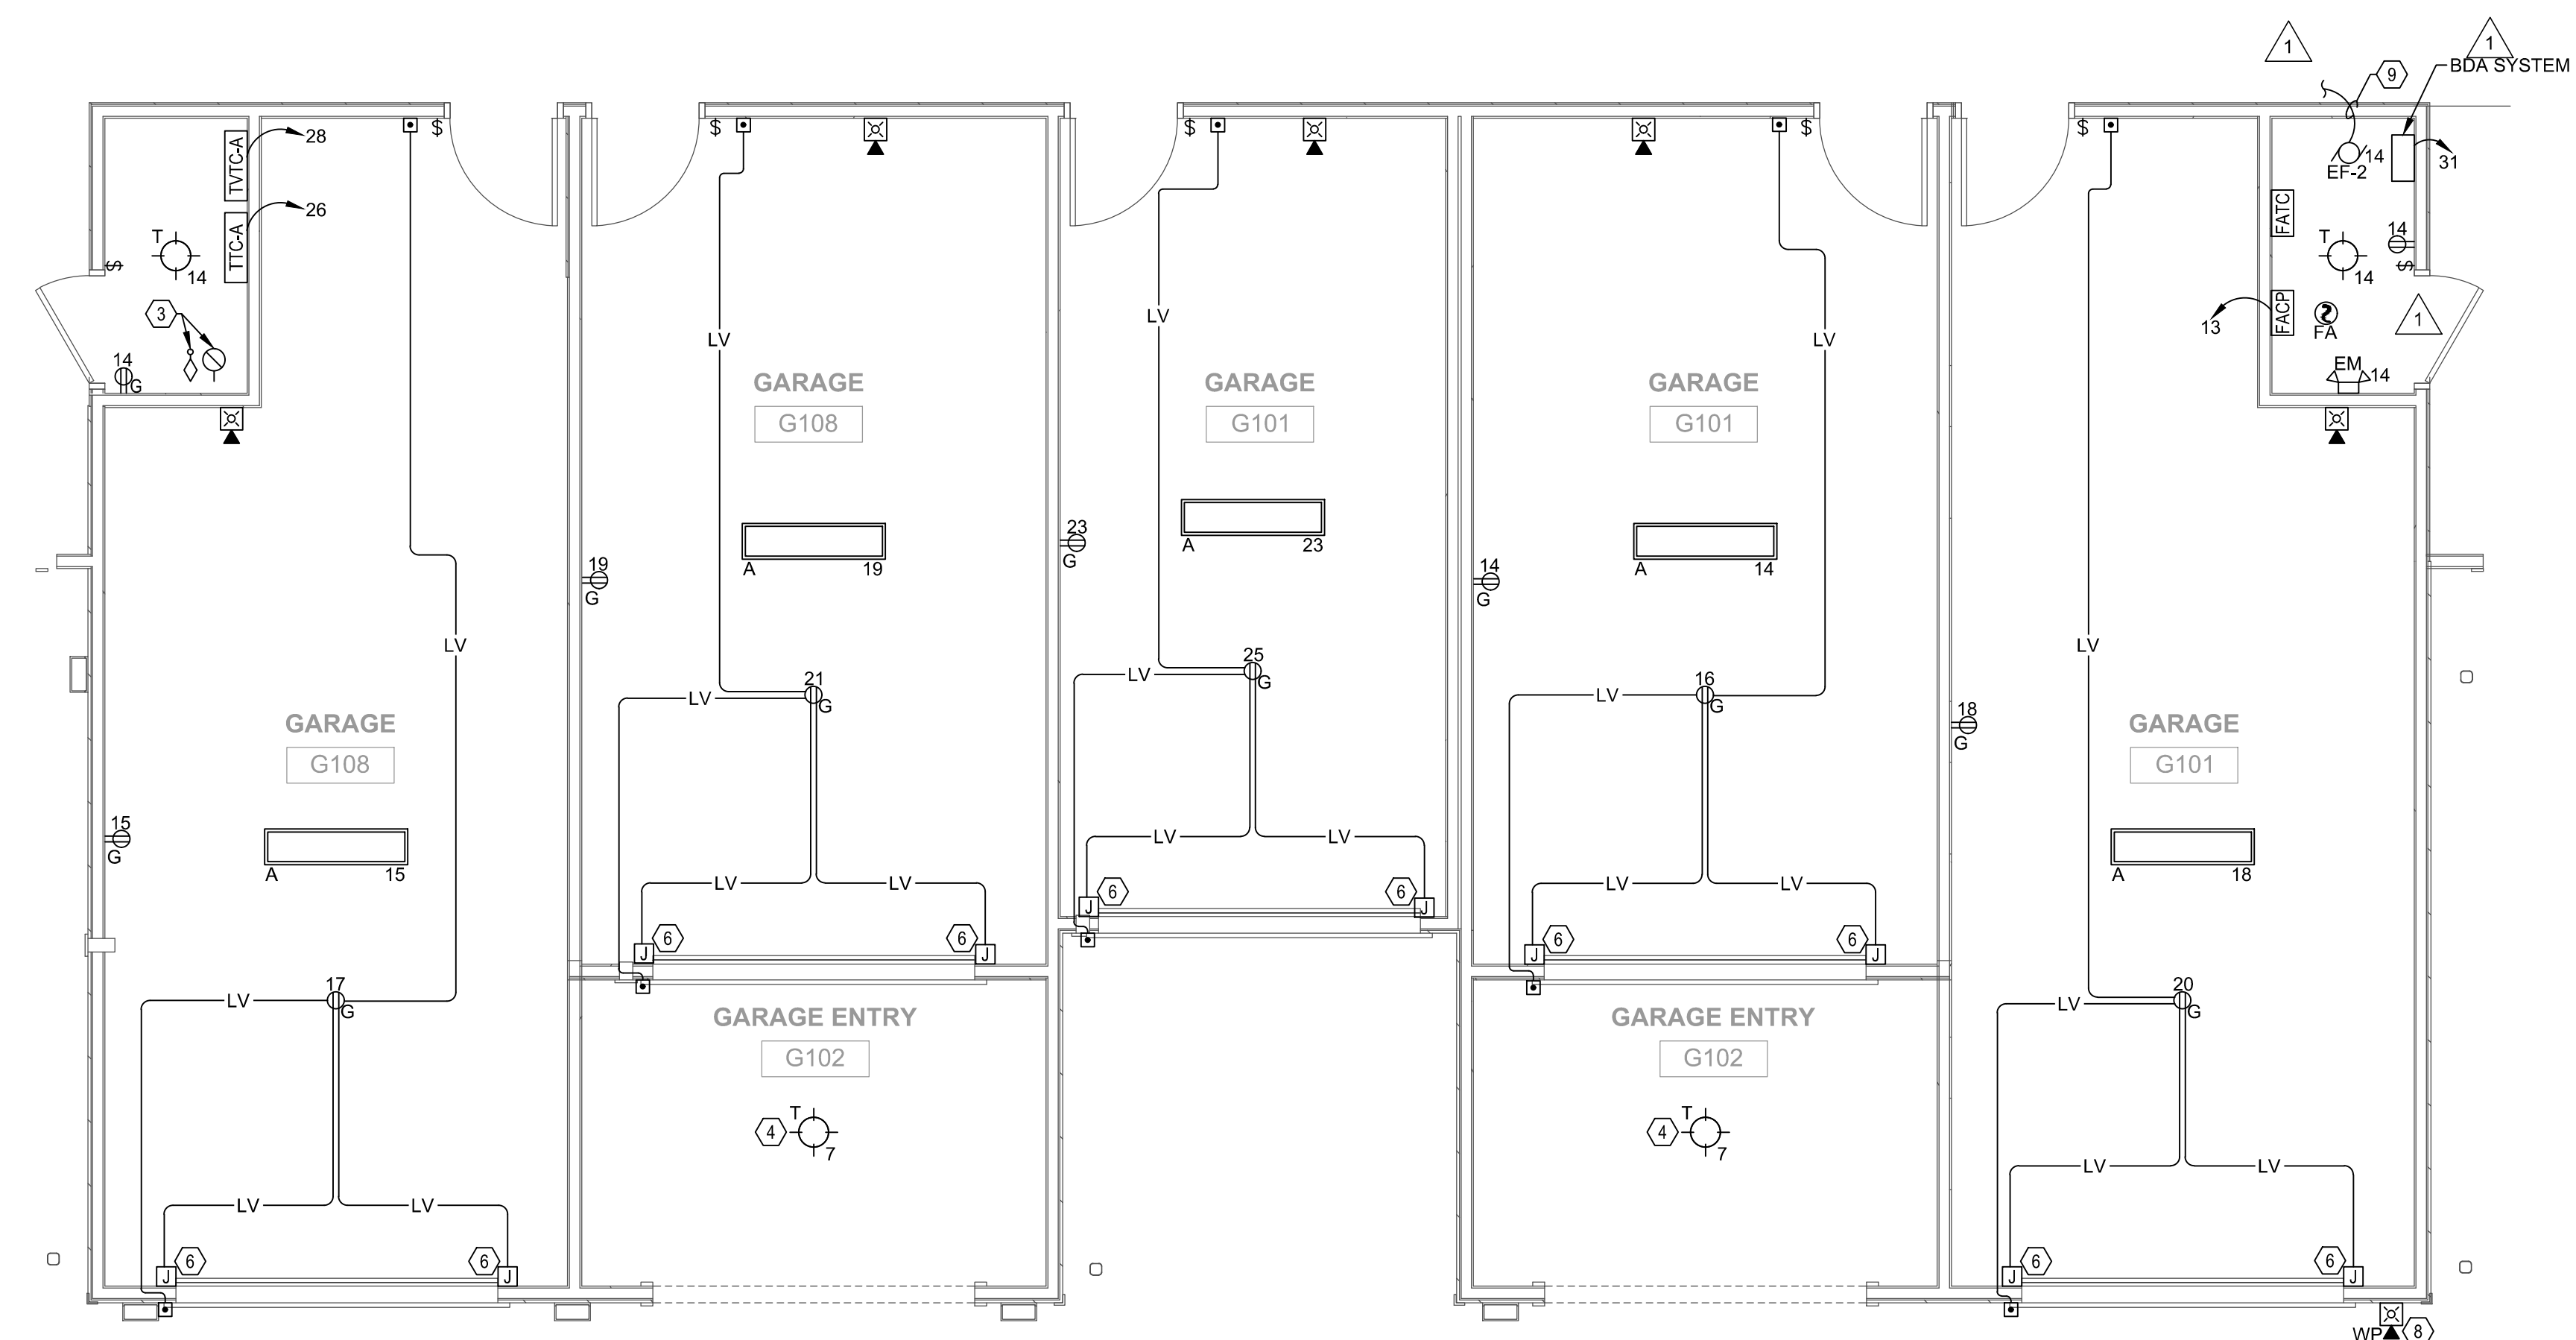 1
1
9
BDA SYSTEM
$
$
$
$
$
TVTC-A
28
14
EF-2
31
TTC-A
26
FATC
T
14
$
T
14
14
$
3
LV
LV
FACP
13
FA
1
14
G
LV
EM
14
GARAGE
G108
GARAGE
G101
GARAGE
G101
19
G
A
19
23
G
A
23
14
G
A
14
LV
LV
21
G
LV
25
G
LV
16
G
LV
18
G
GARAGE
G108
GARAGE
G101
15
G
A
15
LV
LV
A
18
LV
LV
6
6
LV
LV
J
J
6
6
J
J
6
6
J
J
17
G
LV
20
G
LV
GARAGE ENTRY
G102
GARAGE ENTRY
G102
4
T
7
4
T
7
LV
LV
LV
LV
6
6
J
J
6
6
J
J
WP
8